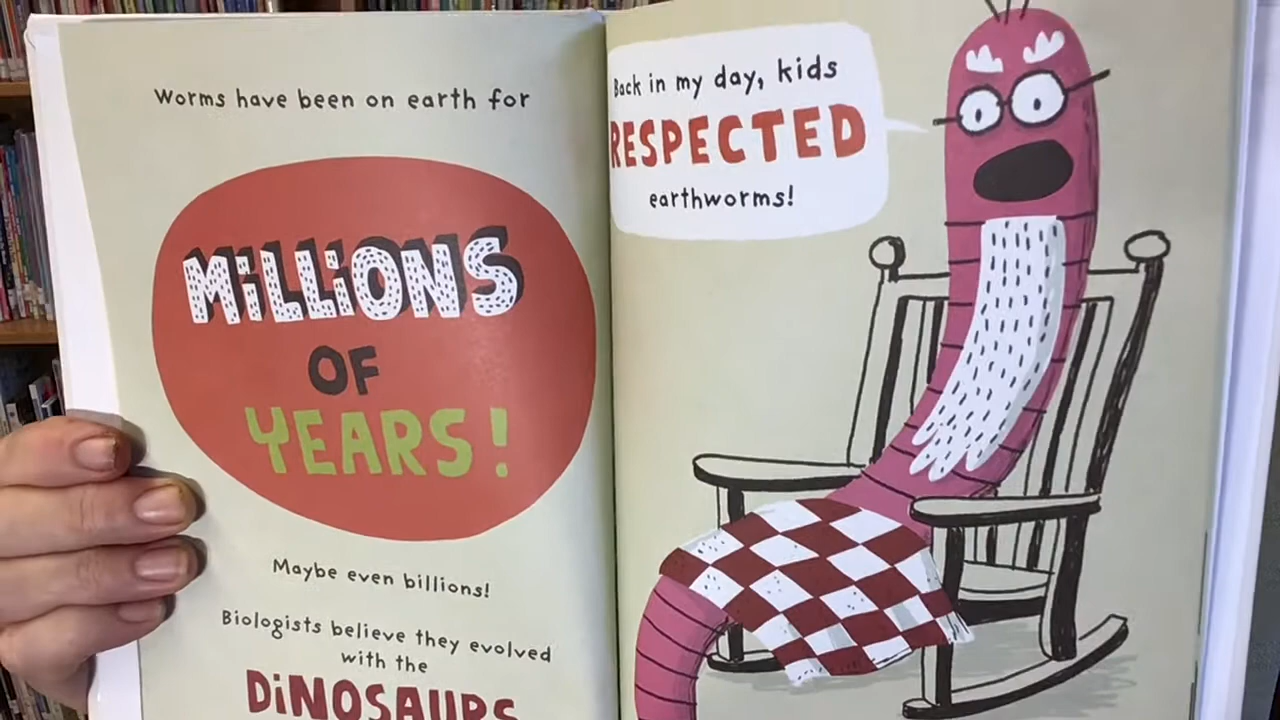 Worms have been on earth for
MiLLiONS
OF
YEARS!
Maybe even billions!
Biologists believe they evolved
with the
DiNOSAURS
Back in my day, kids
RESPECTED
earthworms!